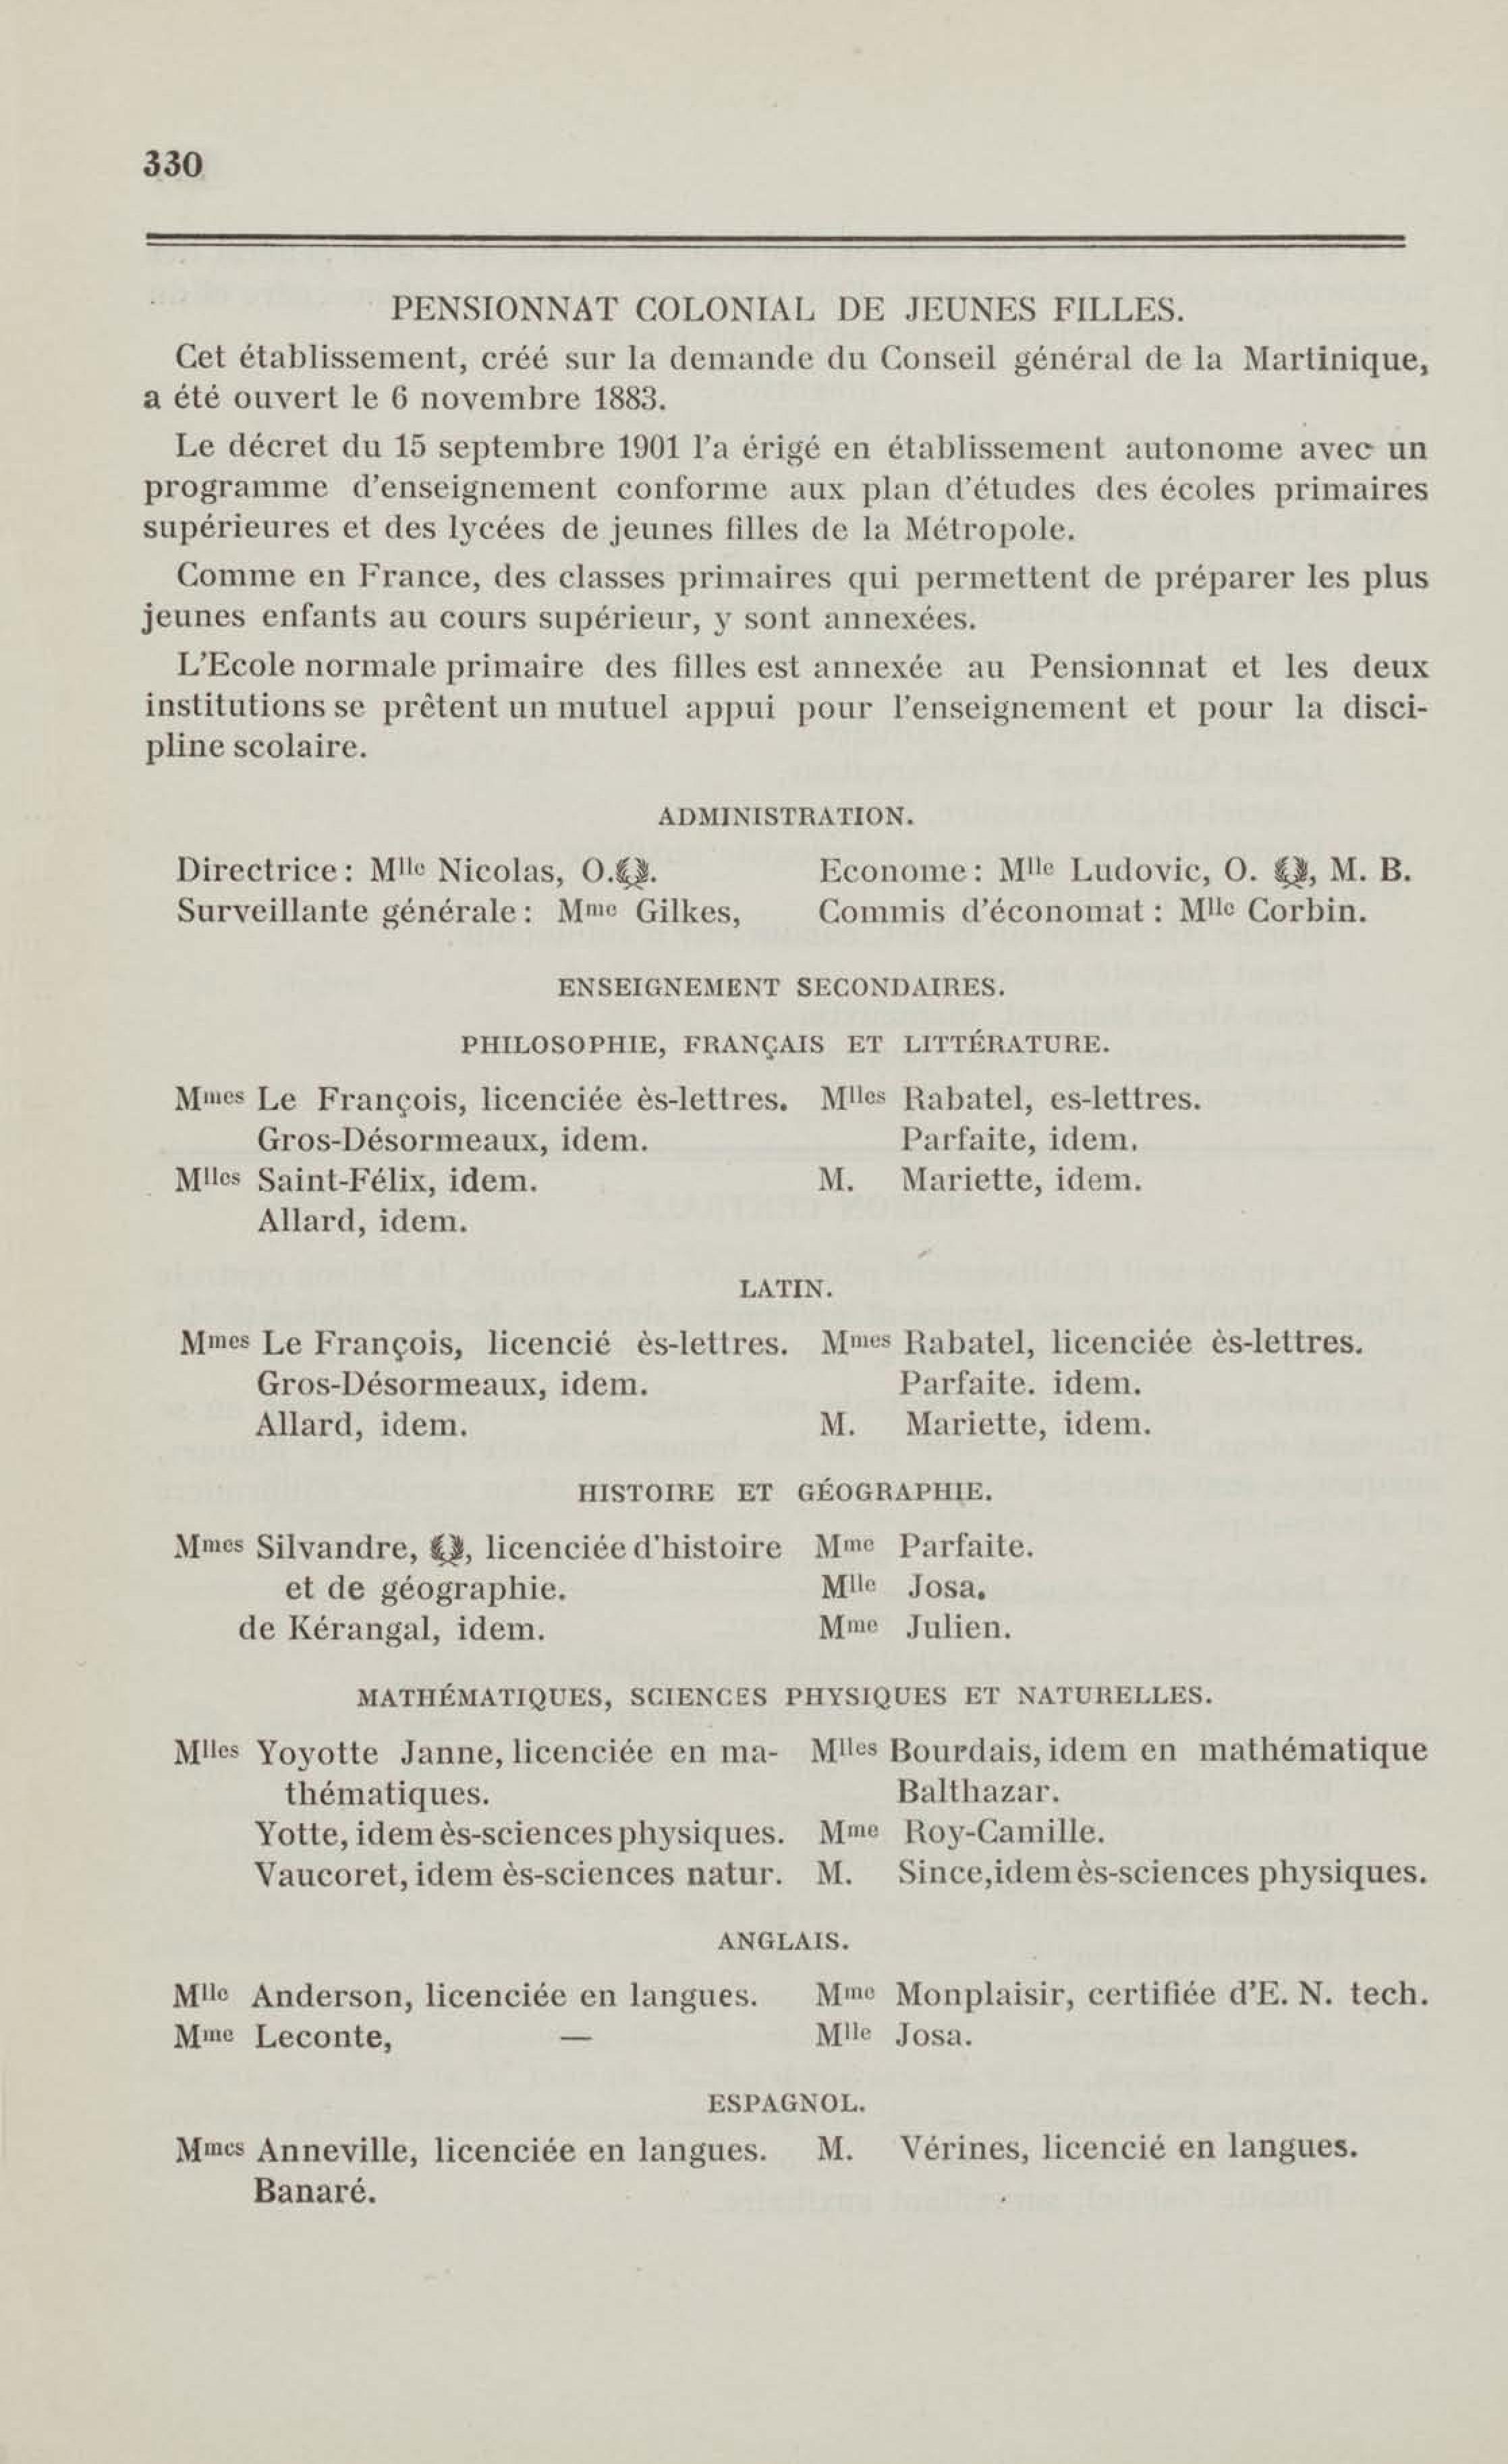 330
PENSIONNAT COLONIAL DE JEUNES FILLES.
Cet établissement, créé sur la demande du Conseil général de la Martinique,
a été ouvert le 6 novembre 1883.
Le décret du 15 septembre 1901 l'a érigé en établissement autonome avec un
programme d'enseignement conforme aux plan d'études des écoles primaires
supérieures et des lycées de jeunes filles de la Métropole.
Comme en France, des classes primaires qui permettent de préparer les plus
jeunes enfants au cours supérieur, y sont annexées.
L'Ecole normale primaire des filles est annexée au Pensionnat et les deux
institutions se prêtent un mutuel appui pour l'enseignement et pour la disci-
pline scolaire.
ADMINISTRATION.
Directrice : Mlle Nicolas, O. .
Surveillante générale : Mme Gilkes,
Econome : Mlle Ludovic, O. , M. B.
Commis d'économat : Mlle Corbin.
ENSEIGNEMENT SECONDAIRES.
PHILOSOPHIE, FRANÇAIS ET LITTÉRATURE.
Mmes Le François, licenciée ès-lettres.
Gros-Désormeaux, idem.
Mlles Saint-Félix, idem.
Allard, idem.
Mlles Rabatel, es-lettres.
Parfaite, idem.
M. Mariette, idem.
LATIN.
Mmes Le François, licencié ès-lettres.
Gros-Désormeaux, idem.
Allard, idem.
Mmes Rabatel, licenciée ès-lettres.
Parfaite. idem.
M. Mariette, idem.
HISTOIRE ET GÉOGRAPHIE.
Mmes Silvandre, , licenciée d'histoire
et de géographie.
de Kérangal, idem.
Mme Parfaite.
Mlle Josa.
Mme Julien.
MATHÉMATIQUES, SCIENCES PHYSIQUES ET NATURELLES.
Mlles Yoyotte Janne, licenciée en ma-
thématiques.
Yotte, idem ès-sciences physiques.
Vaucoret, idem ès-sciences natur.
Mlles Bourdais, idem en mathématique
Balthazar.
Mme Roy-Camille.
M. Since, idem ès-sciences physiques.
ANGLAIS.
Mlle Anderson, licenciée en langues.
Mme Leconte, —
Mme Monplaisir, certifiée d'E. N. tech.
Mlle Josa.
ESPAGNOL.
Mmes Anneville, licenciée en langues.
Banaré.
M. Vérines, licencié en langues.